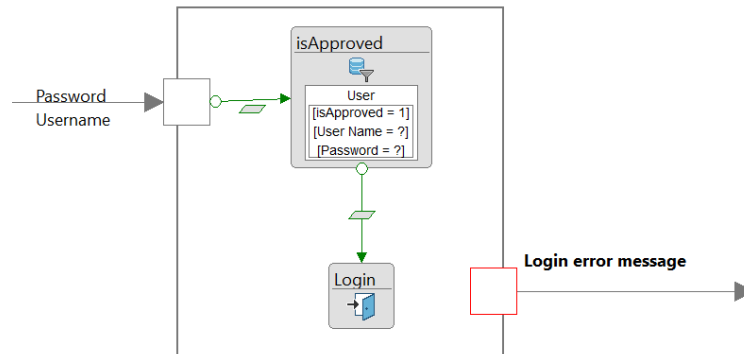 isApproved
Password
Username
User
[isApproved = 1]
[User Name = ?]
[Password = ?]
Login error message
Login